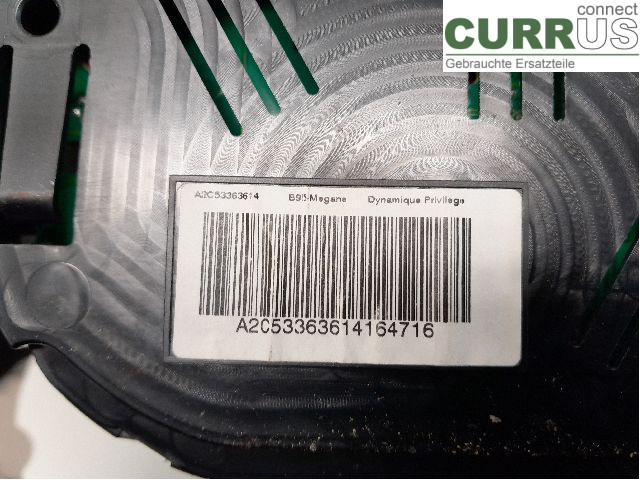 connect
CURRUS
Gebrauchte Ersatzteile
A2C53363614 B95-Megane Dynamique Privilege
A2C53363614164716